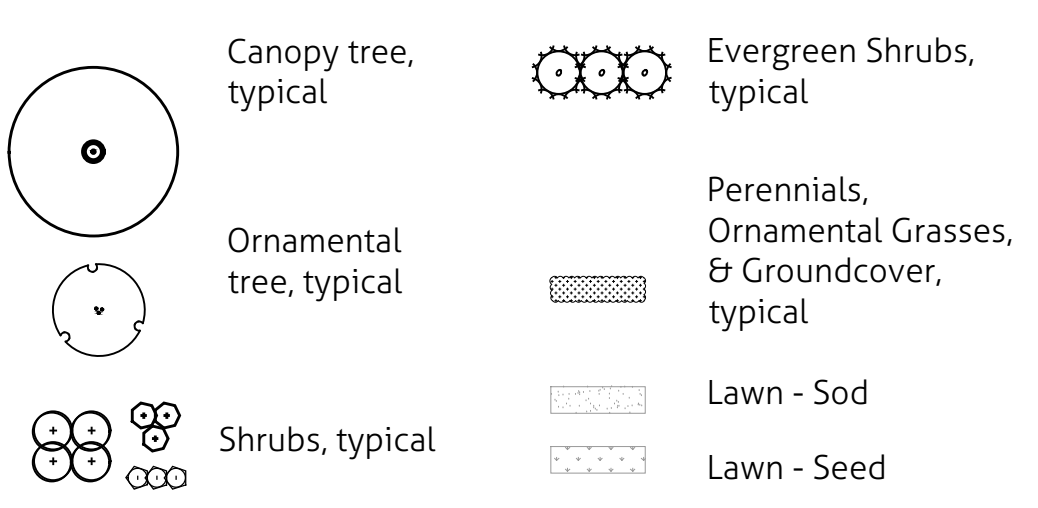 Canopy tree,
typical
Ornamental
tree, typical
Shrubs, typical
Evergreen Shrubs,
typical
Perennials,
Ornamental Grasses,
& Groundcover,
typical
Lawn - Sod
Lawn - Seed